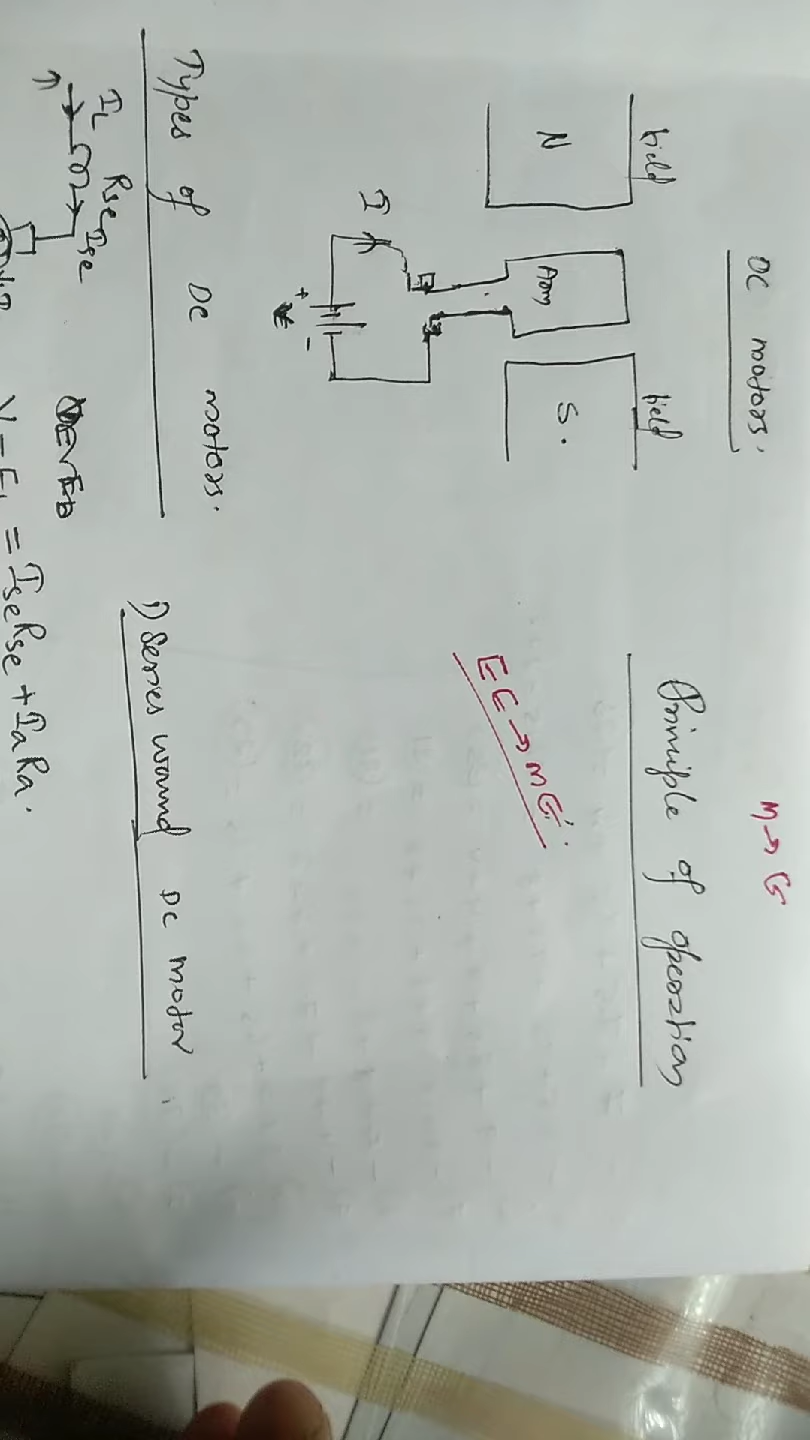 DC motors.
M → G
Principle of operation
field
field
N
Arm
S.
EE → ME.
I
+ -
Types of DC motors.
1) Series wound DC motor
IL Rse Ise
V - Eb = IseRse + IaRa.